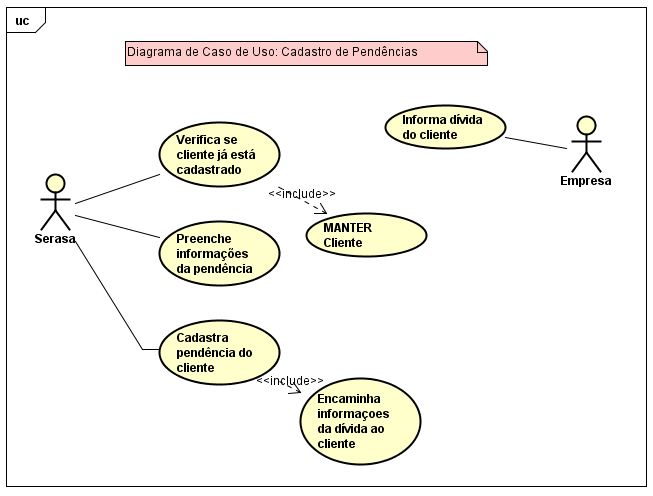 uc
Diagrama de Caso de Uso: Cadastro de Pendências
Informa dívida
do cliente
Empresa
Verifica se
cliente já está
cadastrado
<<include>>
MANTER
Cliente
Serasa
Preenche
informações
da pendência
Cadastra
pendência do
cliente
<<include>>
Encaminha
informaçoes
da dívida ao
cliente